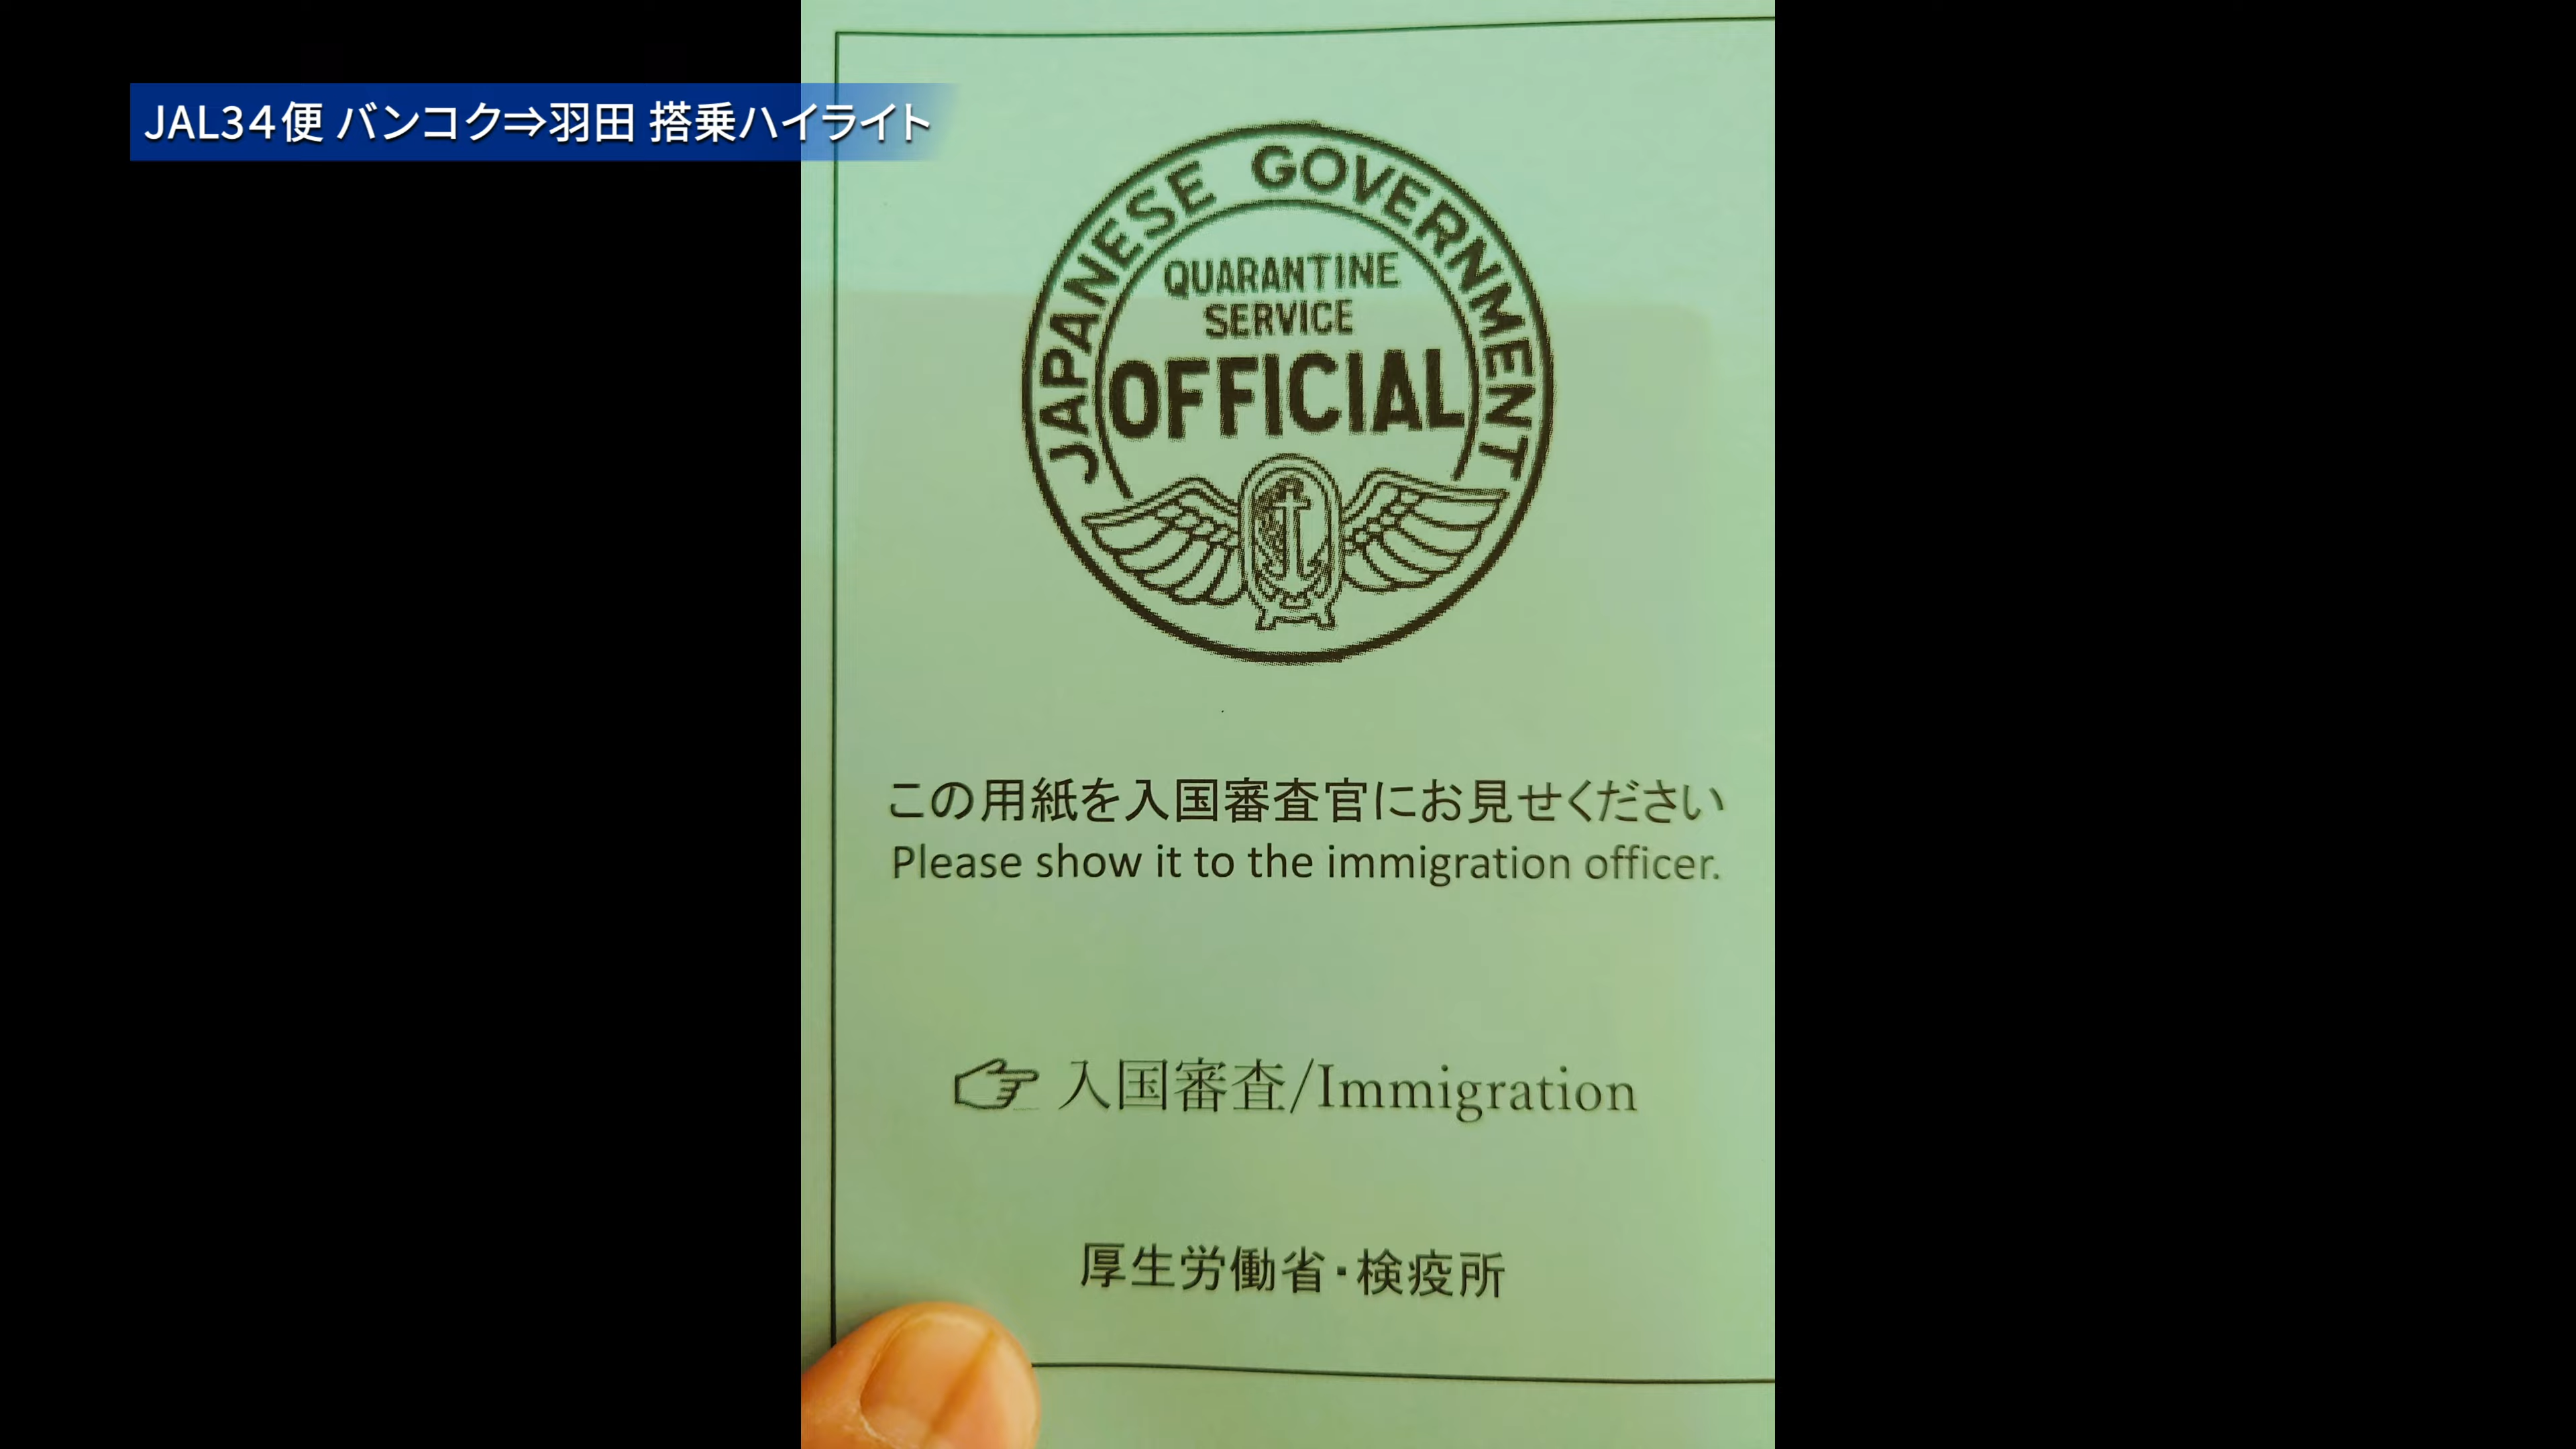 JAL34便 バンコク⇒羽田 搭乗ハイライト
JAPANESE GOVERNMENT
QUARANTINE
SERVICE
OFFICIAL
この用紙を入国審査官にお見せください
Please show it to the immigration officer.
☞ 入国審査/Immigration
厚生労働省・検疫所